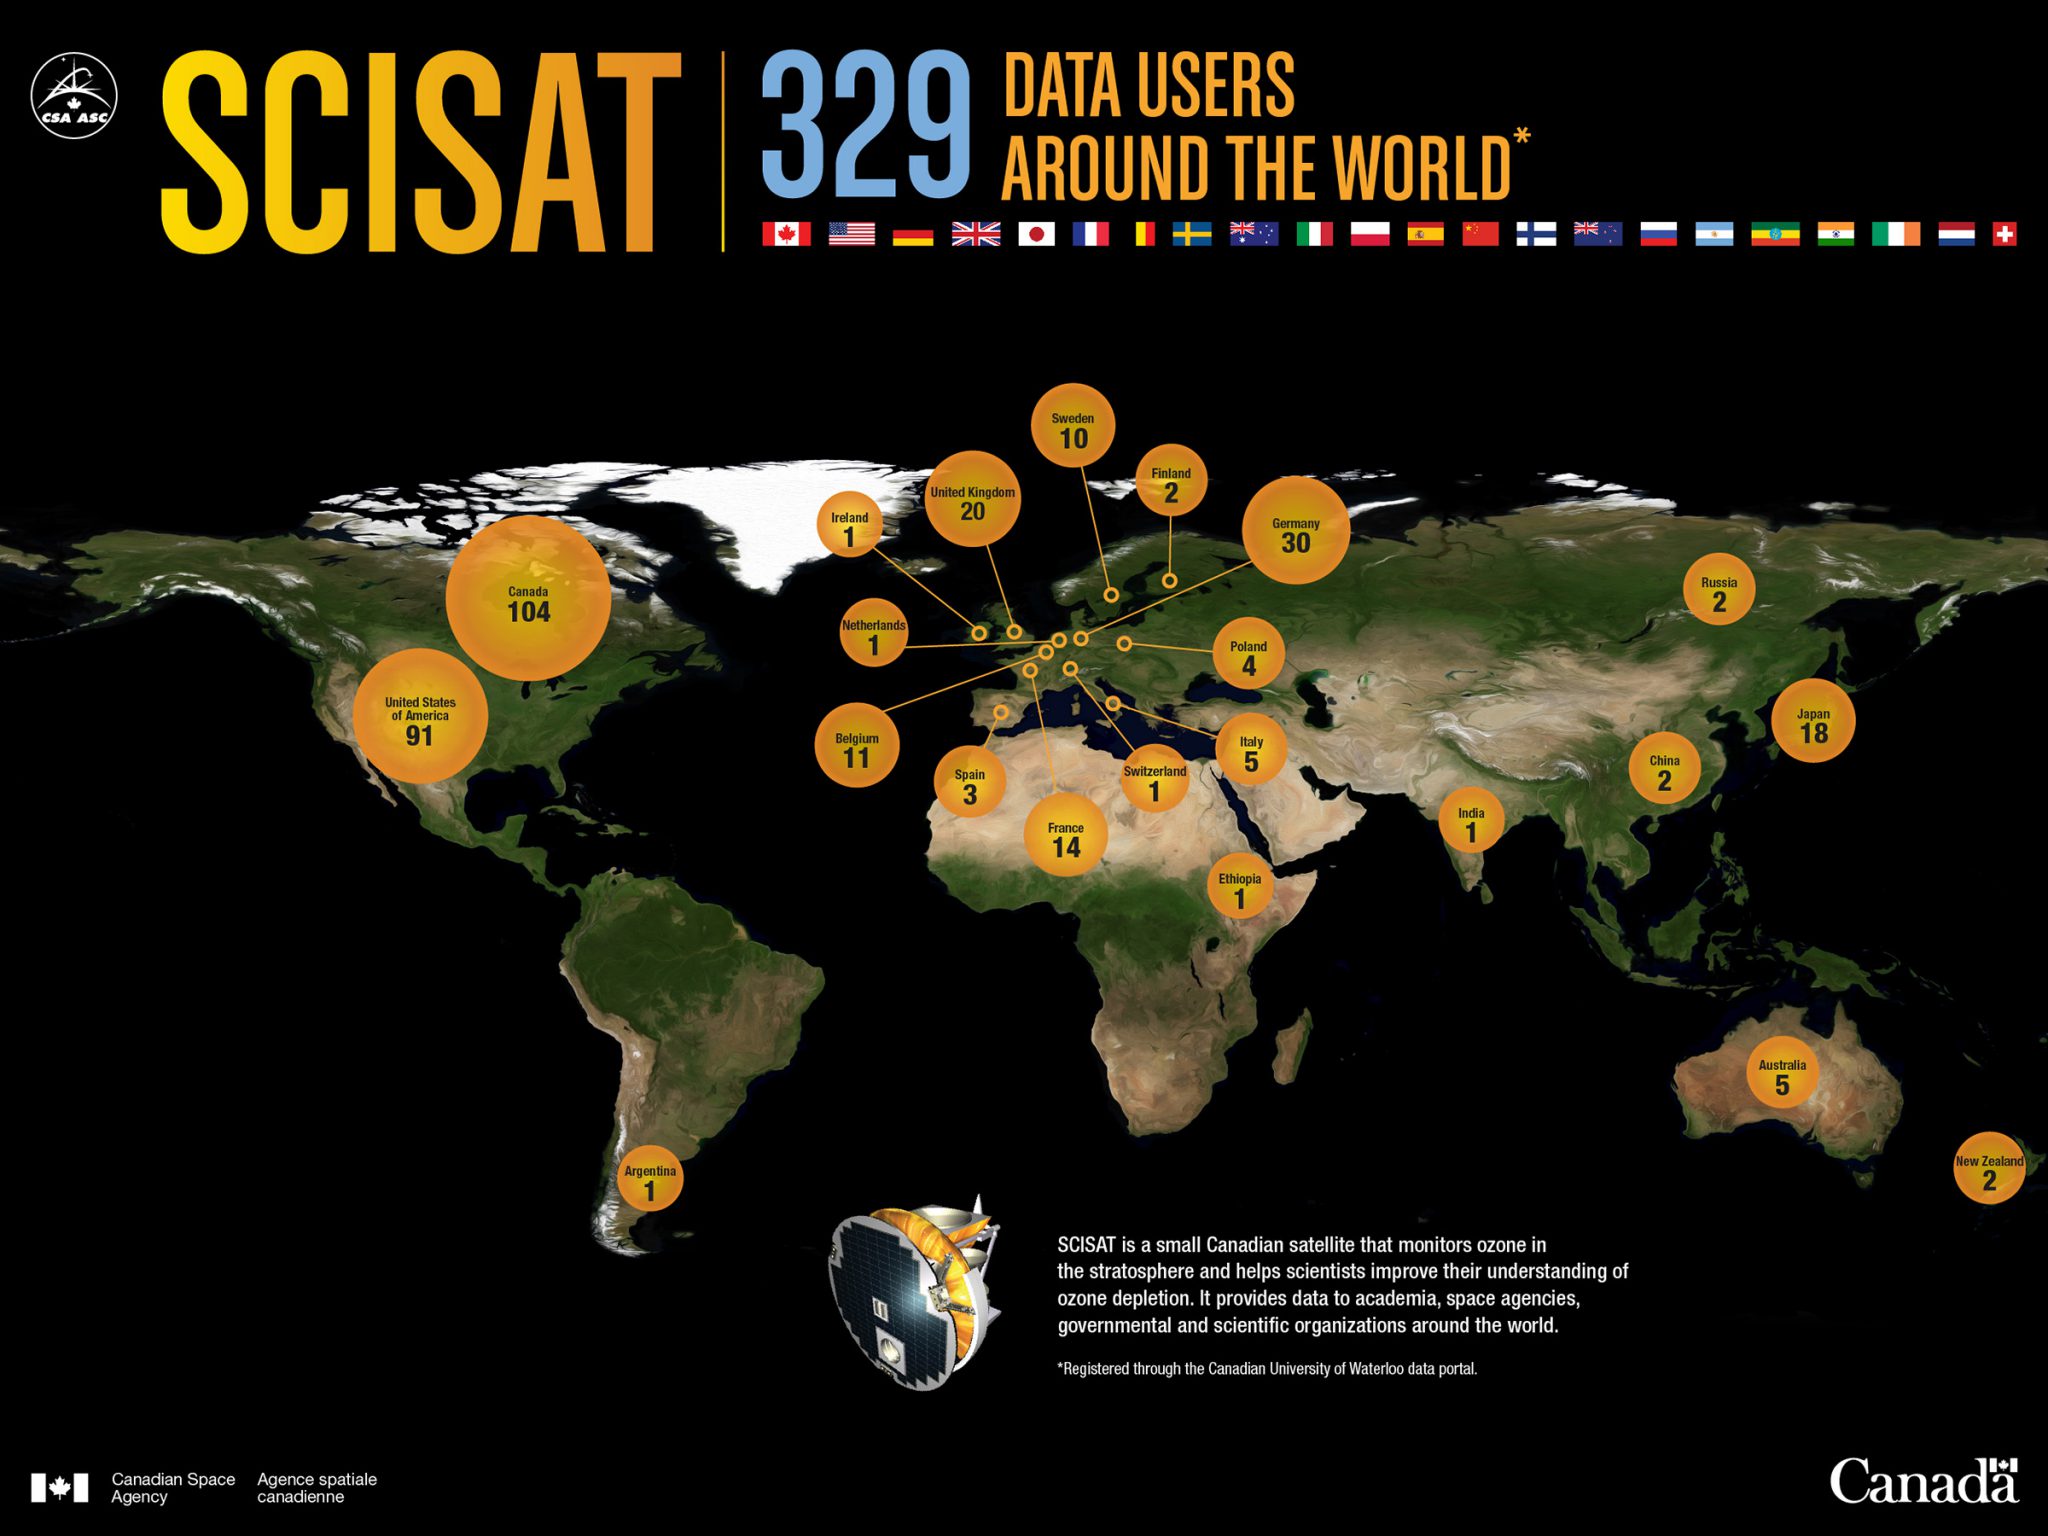 CSA ASC
SCISAT
329
DATA USERS
AROUND THE WORLD*
Sweden
10
Finland
2
United Kingdom
20
Germany
30
Ireland
1
Canada
104
Russia
2
Netherlands
1
Poland
4
United States
of America
91
Japan
18
Belgium
11
Italy
5
China
2
Spain
3
Switzerland
1
India
1
France
14
Ethiopia
1
Australia
5
New Zealand
2
Argentina
1
SCISAT is a small Canadian satellite that monitors ozone in
the stratosphere and helps scientists improve their understanding of
ozone depletion. It provides data to academia, space agencies,
governmental and scientific organizations around the world.
*Registered through the Canadian University of Waterloo data portal.
Canadian Space
Agency
Agence spatiale
canadienne
Canada